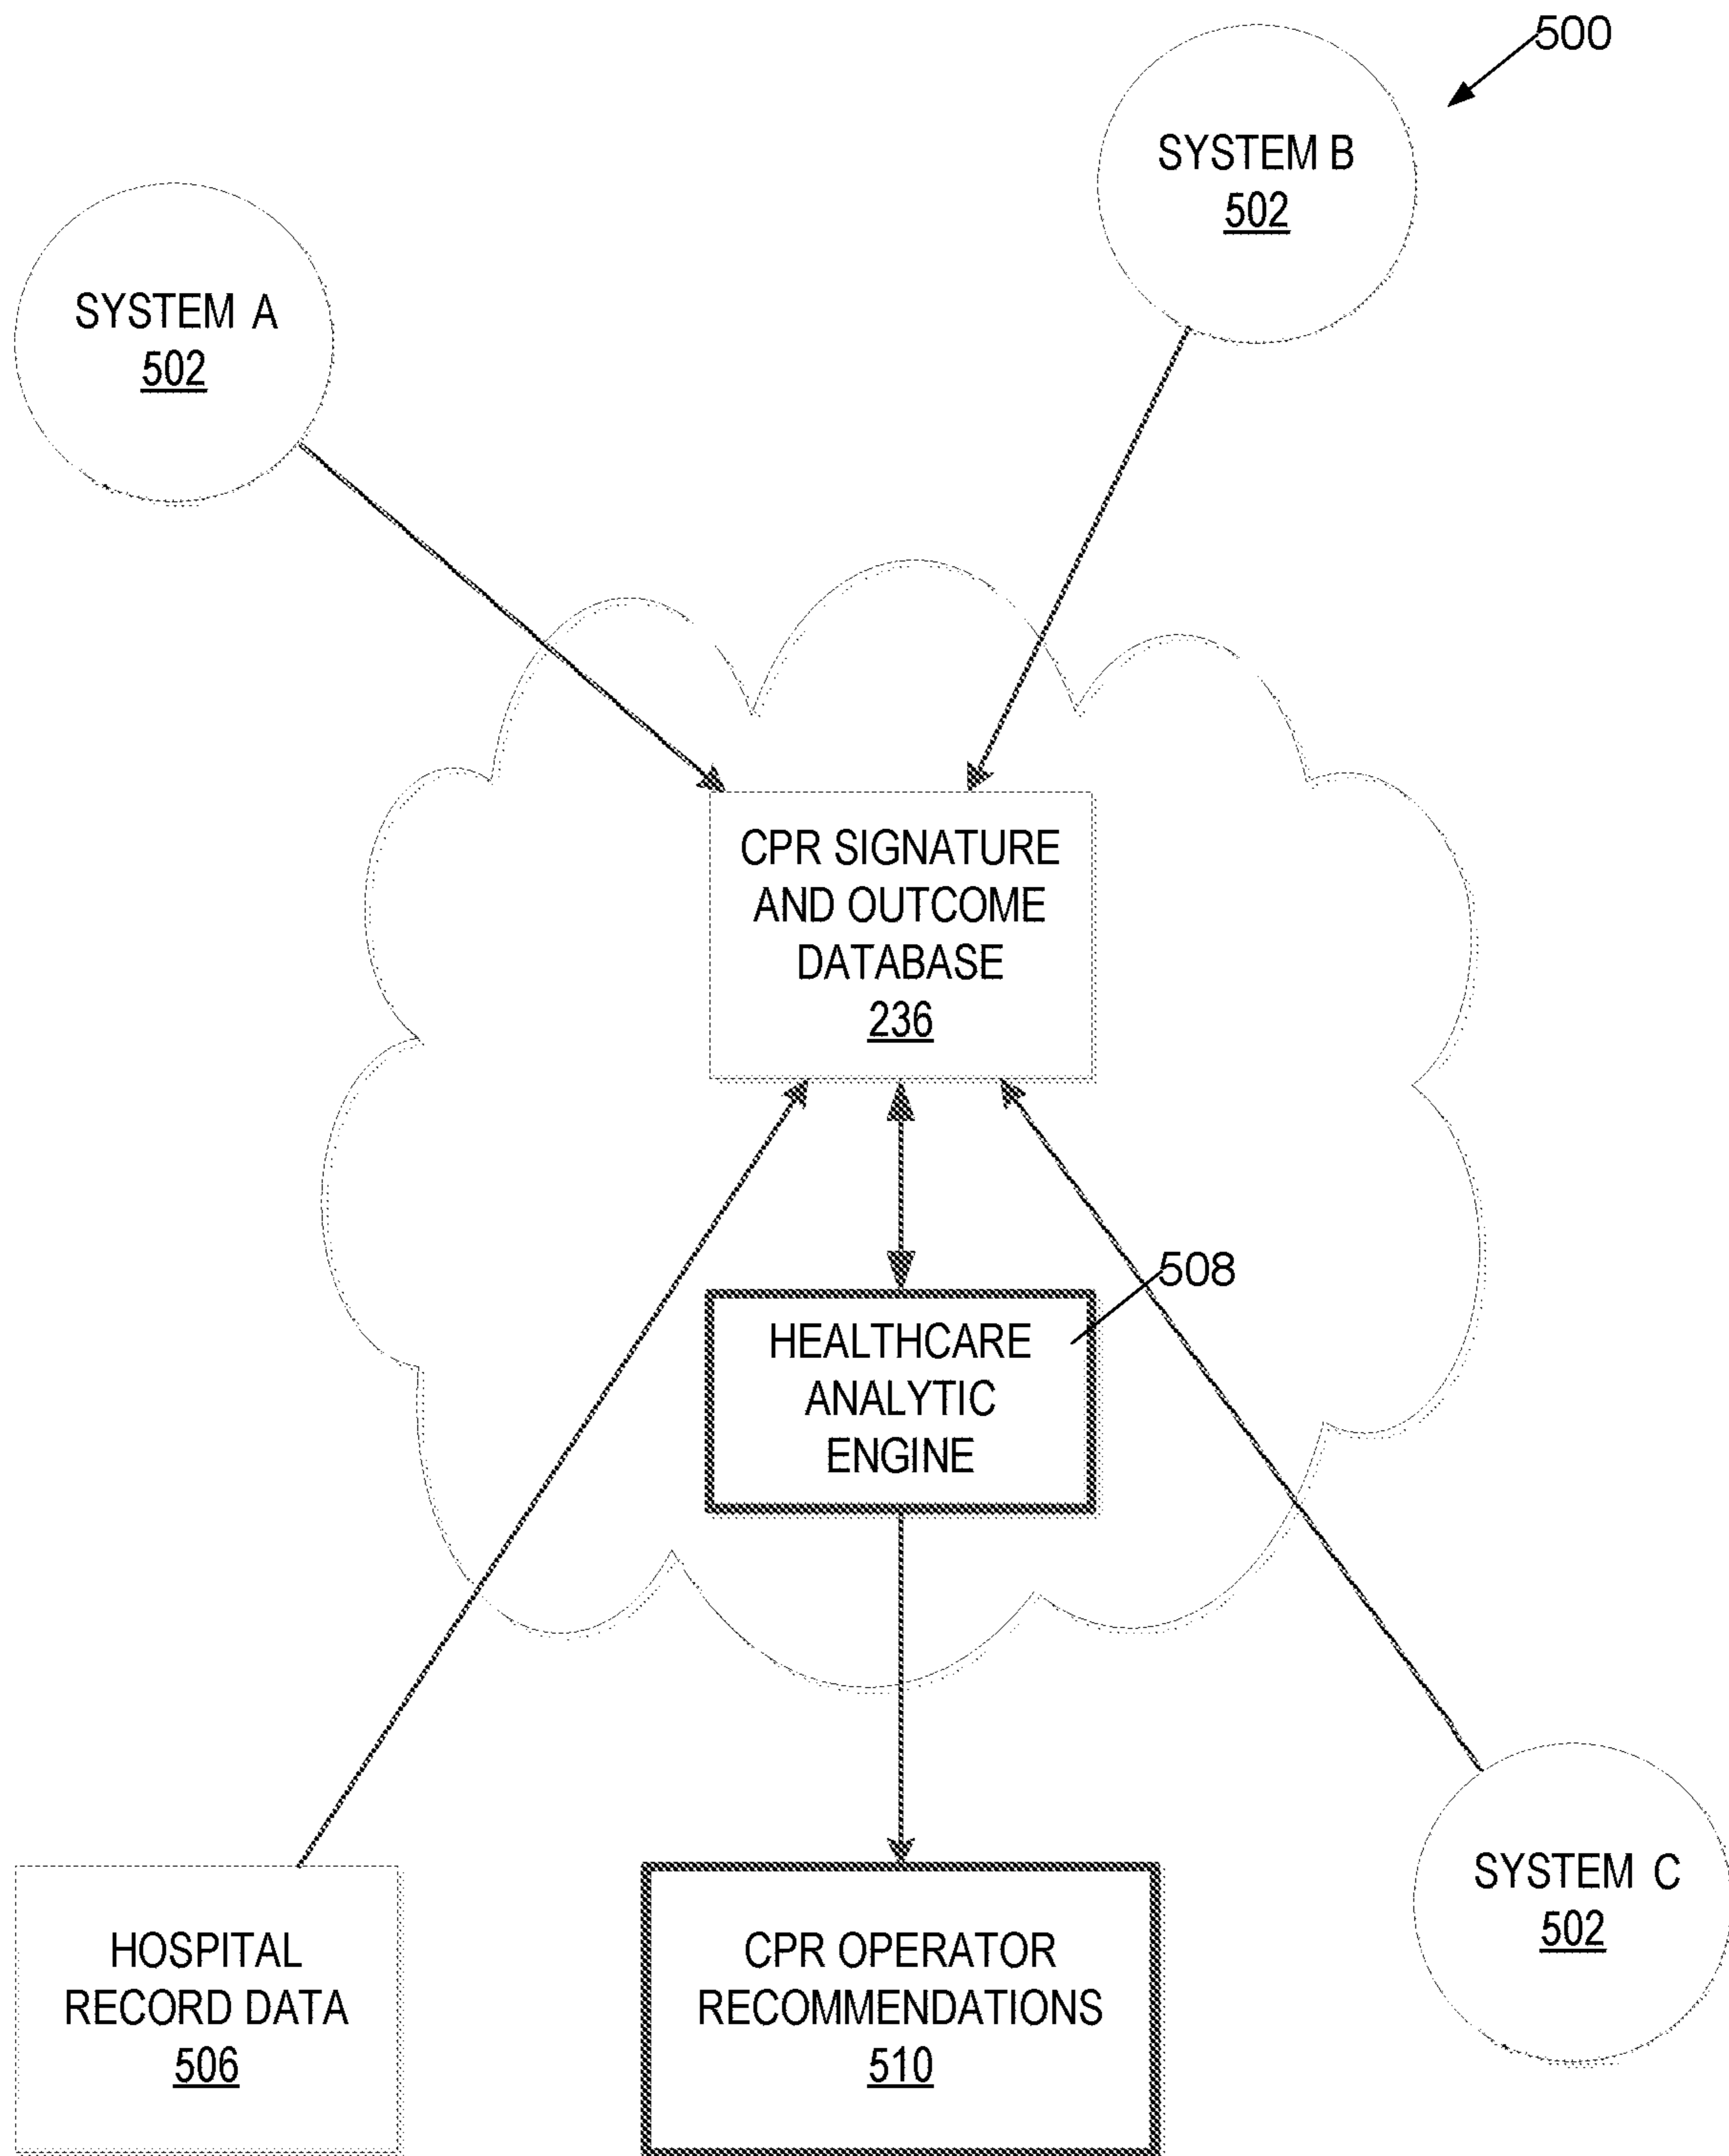 500
SYSTEM B
502
SYSTEM A
502
CPR SIGNATURE
AND OUTCOME
DATABASE
236
508
HEALTHCARE
ANALYTIC
ENGINE
HOSPITAL
RECORD DATA
506
CPR OPERATOR
RECOMMENDATIONS
510
SYSTEM C
502